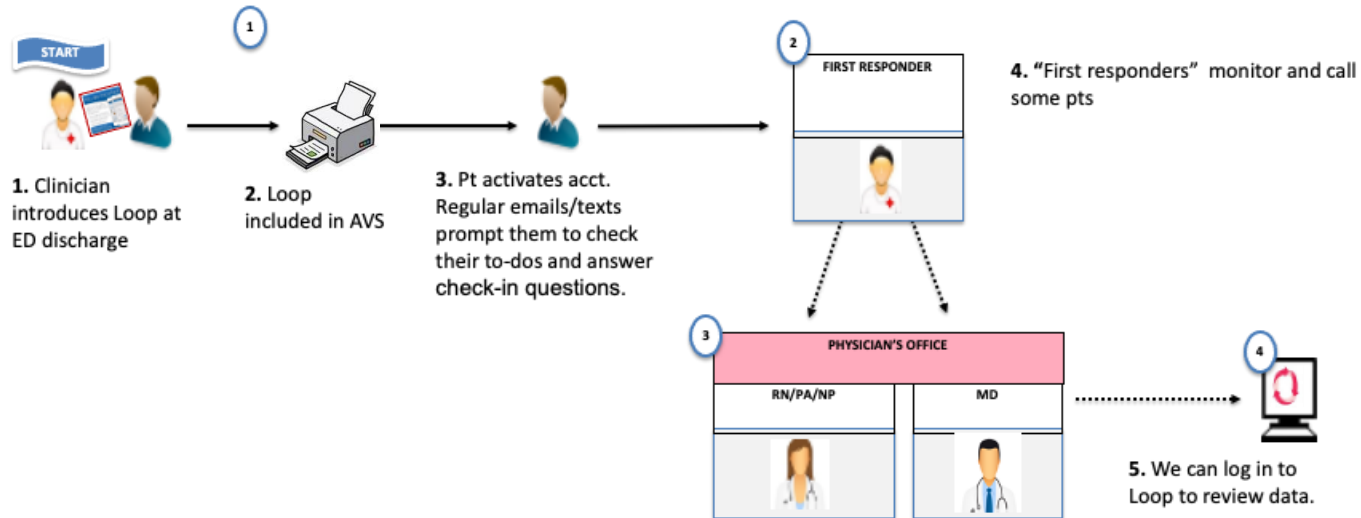 START
1
1. Clinician
introduces Loop at
ED discharge
2. Loop
included in AVS
3. Pt activates acct.
Regular emails/texts
prompt them to check
their to-dos and answer
check-in questions.
2
FIRST RESPONDER
4. “First responders” monitor and call
some pts
3
PHYSICIAN'S OFFICE
RN/PA/NP
MD
4
5. We can log in to
Loop to review data.